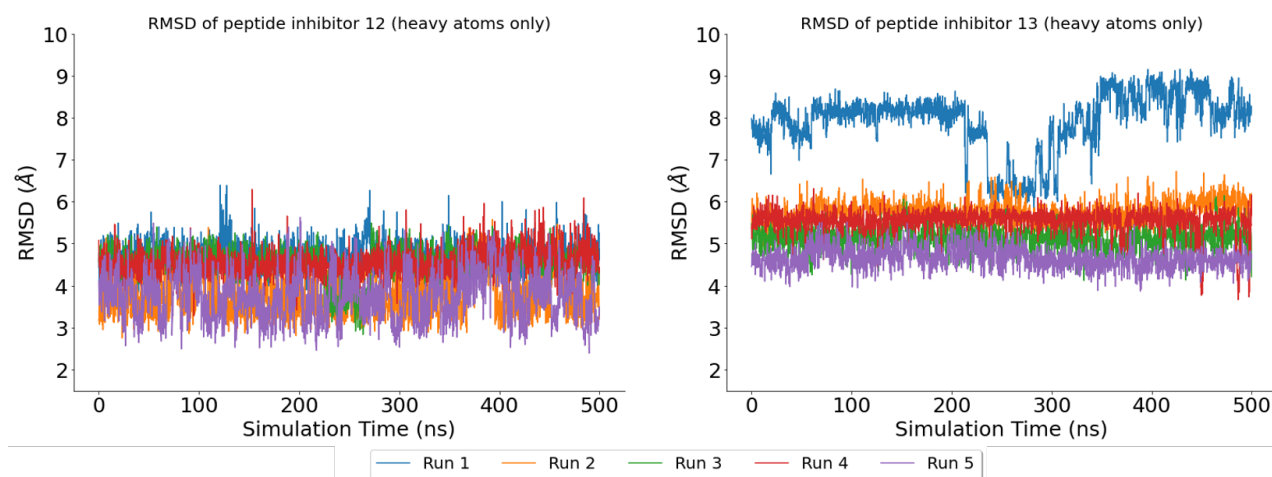 RMSD of peptide inhibitor 12 (heavy atoms only)
10
9
8
7
6
5
4
3
2
RMSD (Å)
0 100 200 300 400 500
Simulation Time (ns)
RMSD of peptide inhibitor 13 (heavy atoms only)
10
9
8
7
6
5
4
3
2
RMSD (Å)
0 100 200 300 400 500
Simulation Time (ns)
Run 1 Run 2 Run 3 Run 4 Run 5